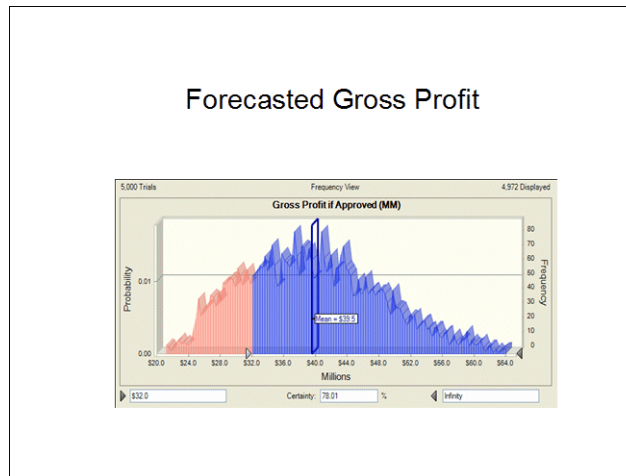 Forecasted Gross Profit
5,000 Trials Frequency View 4,972 Displayed
Gross Profit if Approved (MM)
Probability
0.01
0.00
Mean = $39.5
80
70
60
50
40
30
20
10
0
Frequency
$20.0 $24.0 $28.0 $32.0 $36.0 $40.0 $44.0 $48.0 $52.0 $56.0 $60.0 $64.0
Millions
$32.0 Certainty: 78.01 % Infinity